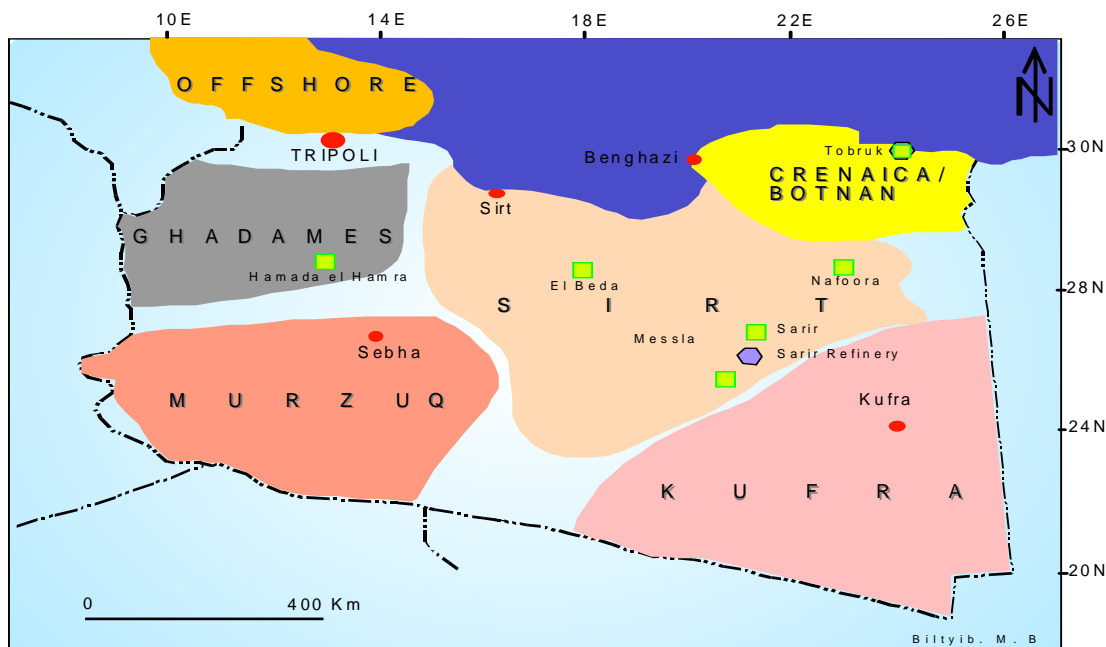 10E 14E 18E 22E 26E
OFFSHORE
TRIPOLI
Benghazi
Tobruk
30N
CRENAICA/
BOTNAN
Sirt
GHADAMES
Hamada el Hamra
El Beda
Nafoora
28N
SIRT
Messla
Sarir
Sarir Refinery
Sebha
MURZUQ
Kufra
24N
KUFRA
20N
0 400 Km
Biltyib. M. B
N